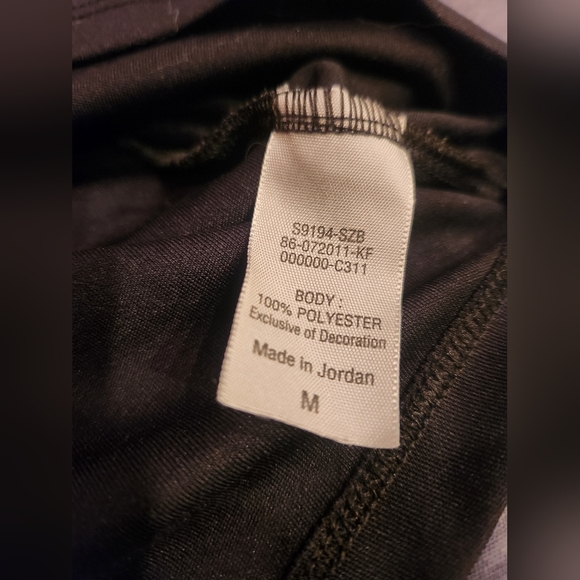 S9194-SZB
86-072011-KF
000000-C311
BODY :
100% POLYESTER
Exclusive of Decoration
Made in Jordan
M